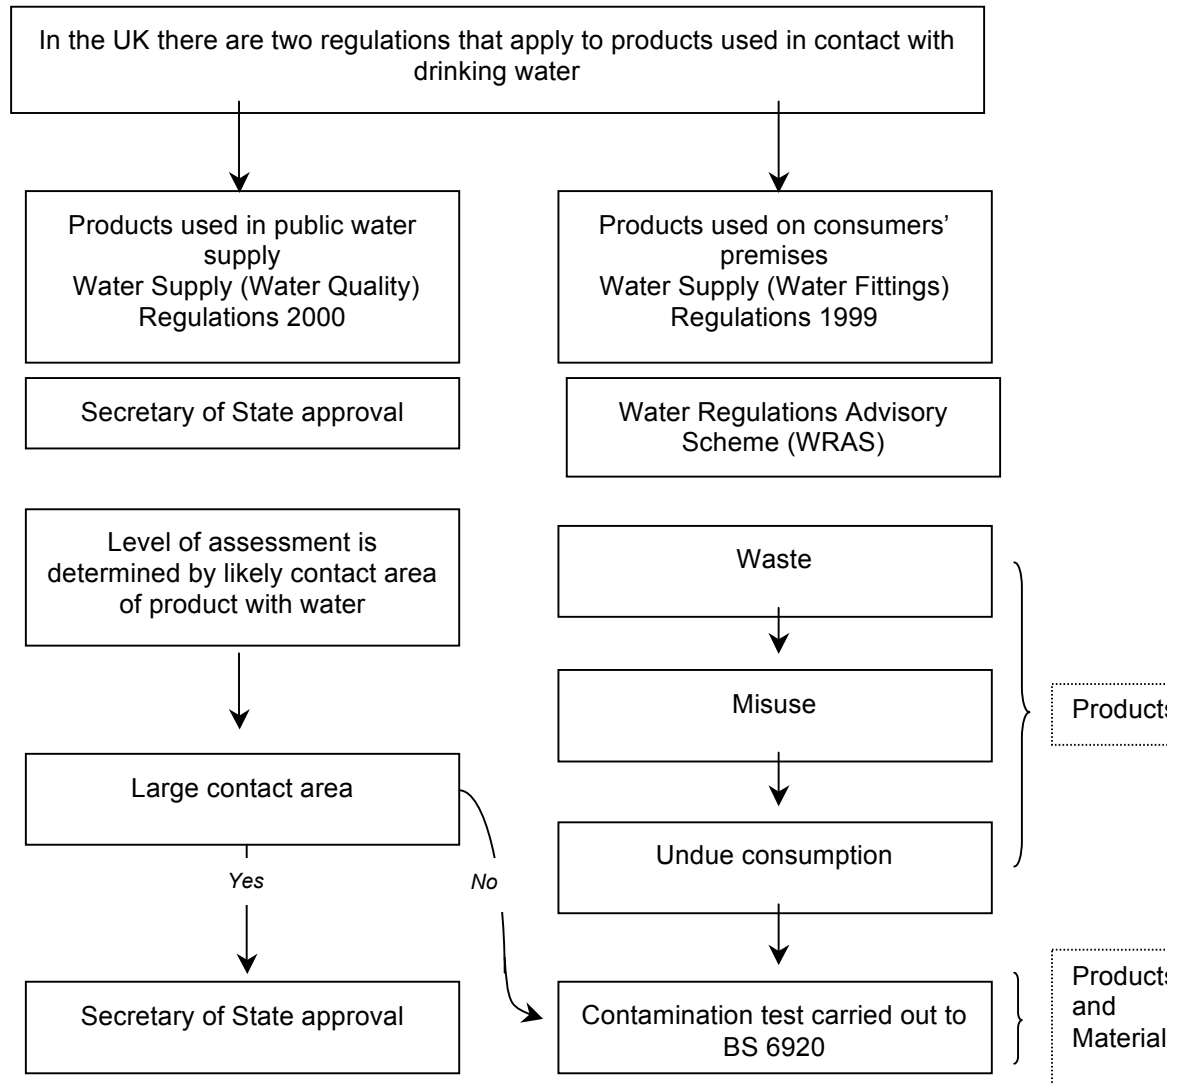 In the UK there are two regulations that apply to products used in contact with
drinking water
Products used in public water
supply
Water Supply (Water Quality)
Regulations 2000
Products used on consumers’
premises
Water Supply (Water Fittings)
Regulations 1999
Secretary of State approval
Water Regulations Advisory
Scheme (WRAS)
Level of assessment is
determined by likely contact area
of product with water
Waste
Misuse
Products
Large contact area
Undue consumption
Yes
No
Secretary of State approval
Contamination test carried out to
BS 6920
Products
and
Material